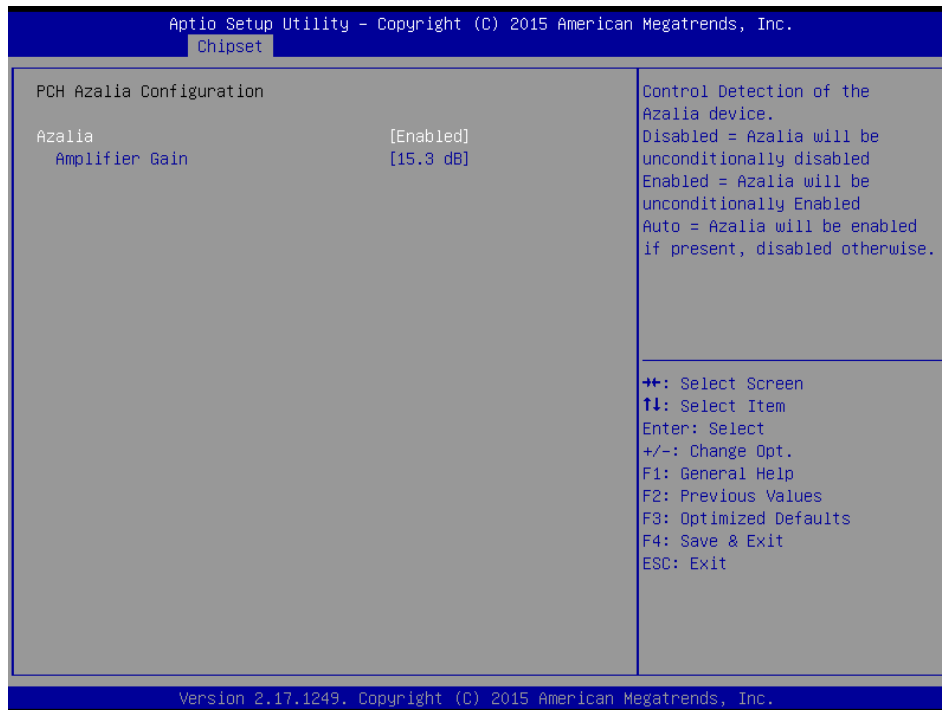 Aptio Setup Utility – Copyright (C) 2015 American Megatrends, Inc.
Chipset
PCH Azalia Configuration
Azalia [Enabled]
Amplifier Gain [15.3 dB]
Control Detection of the
Azalia device.
Disabled = Azalia will be
unconditionally disabled
Enabled = Azalia will be
unconditionally Enabled
Auto = Azalia will be enabled
if present, disabled otherwise.
→←: Select Screen
↑↓: Select Item
Enter: Select
+/-: Change Opt.
F1: General Help
F2: Previous Values
F3: Optimized Defaults
F4: Save & Exit
ESC: Exit
Version 2.17.1249. Copyright (C) 2015 American Megatrends, Inc.